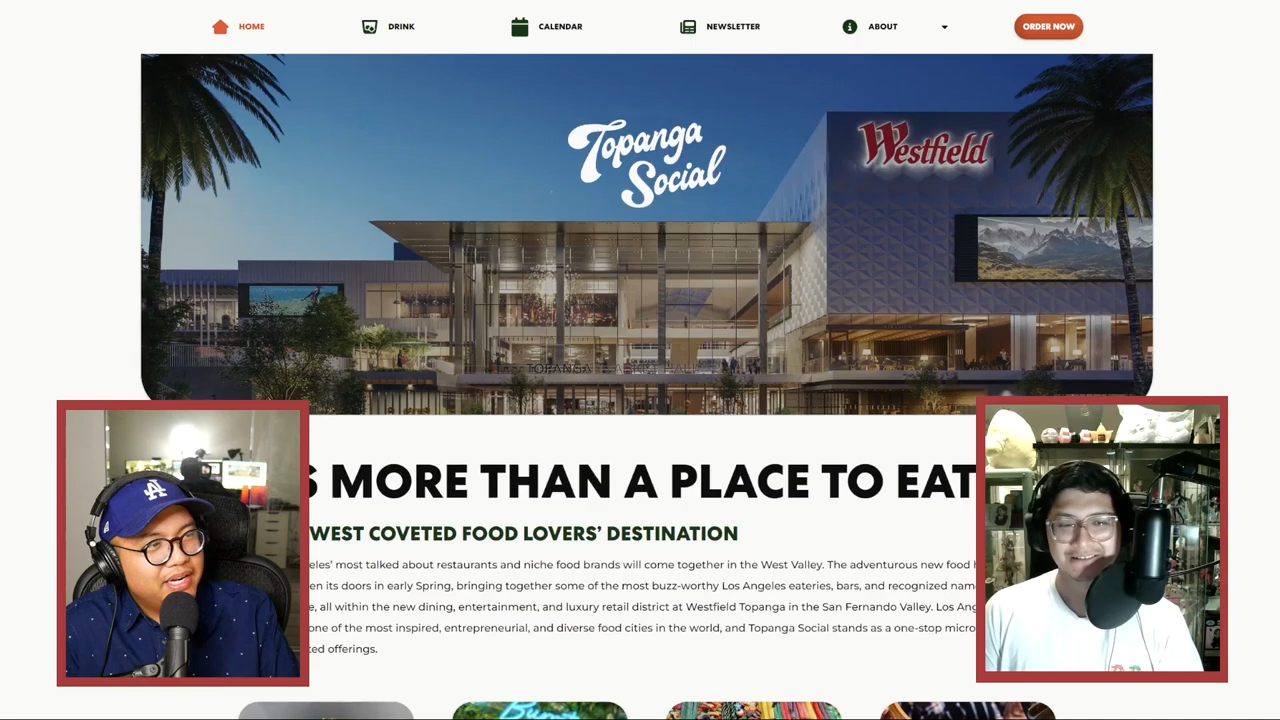 HOME
DRINK
CALENDAR
NEWSLETTER
ABOUT
ORDER NOW
Topanga
Social
Westfield
TOPANGA
S MORE THAN A PLACE TO EAT
WEST COVETED FOOD LOVERS' DESTINATION
eles' most talked about restaurants and niche food brands will come together in the West Valley. The adventurous new food
en its doors in early Spring, bringing together some of the most buzz-worthy Los Angeles eateries, bars, and recognized nam
e, all within the new dining, entertainment, and luxury retail district at Westfield Topanga in the San Fernando Valley. Los Ang
one of the most inspired, entrepreneurial, and diverse food cities in the world, and Topanga Social stands as a one-stop micro
ted offerings.
LA